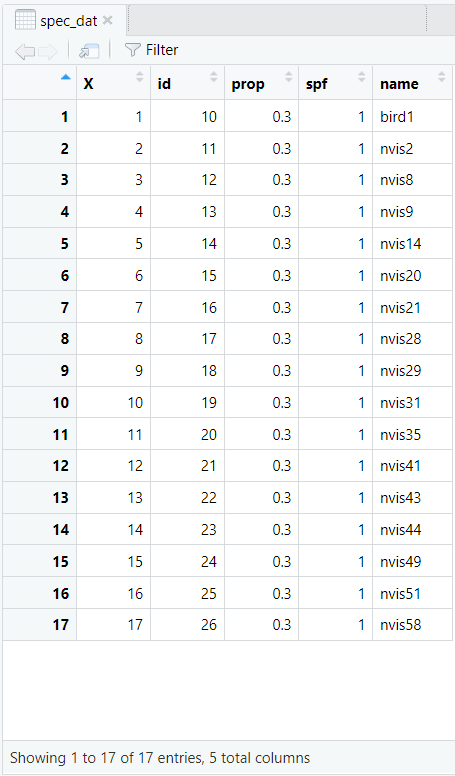 spec_dat
Filter
X id prop spf name
1 1 10 0.3 1 bird1
2 2 11 0.3 1 nvis2
3 3 12 0.3 1 nvis8
4 4 13 0.3 1 nvis9
5 5 14 0.3 1 nvis14
6 6 15 0.3 1 nvis20
7 7 16 0.3 1 nvis21
8 8 17 0.3 1 nvis28
9 9 18 0.3 1 nvis29
10 10 19 0.3 1 nvis31
11 11 20 0.3 1 nvis35
12 12 21 0.3 1 nvis41
13 13 22 0.3 1 nvis43
14 14 23 0.3 1 nvis44
15 15 24 0.3 1 nvis49
16 16 25 0.3 1 nvis51
17 17 26 0.3 1 nvis58
Showing 1 to 17 of 17 entries, 5 total columns